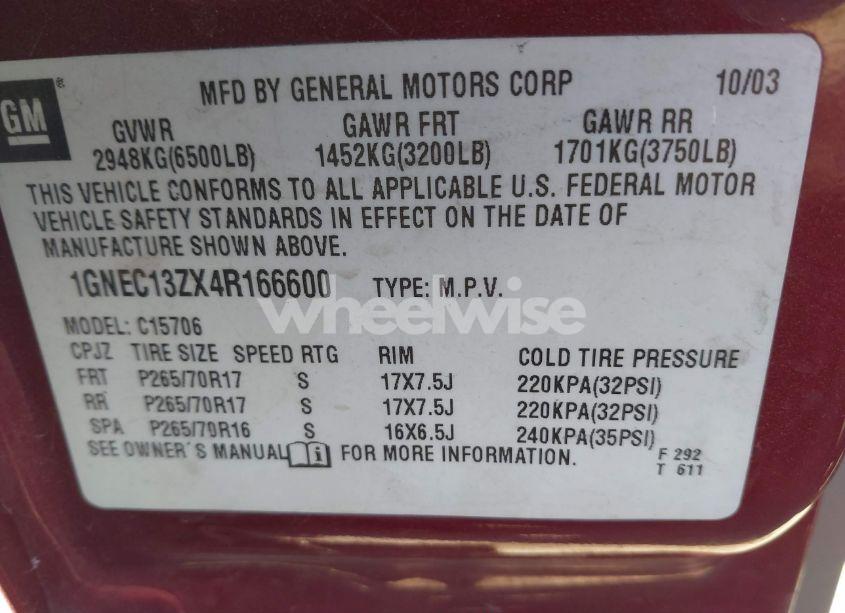 GM
MFD BY GENERAL MOTORS CORP 10/03
GVWR GAWR FRT GAWR RR
2948KG(6500LB) 1452KG(3200LB) 1701KG(3750LB)
THIS VEHICLE CONFORMS TO ALL APPLICABLE U.S. FEDERAL MOTOR
VEHICLE SAFETY STANDARDS IN EFFECT ON THE DATE OF
MANUFACTURE SHOWN ABOVE.
1GNEC13ZX4R166600 TYPE: M.P.V.
wheelwise
MODEL: C15706
CPJZ TIRE SIZE SPEED RTG RIM COLD TIRE PRESSURE
FRT P265/70R17 S 17X7.5J 220KPA(32PSI)
RR P265/70R17 S 17X7.5J 220KPA(32PSI)
SPA P265/70R16 S 16X6.5J 240KPA(35PSI)
SEE OWNER'S MANUAL i FOR MORE INFORMATION.
F 292
T 611